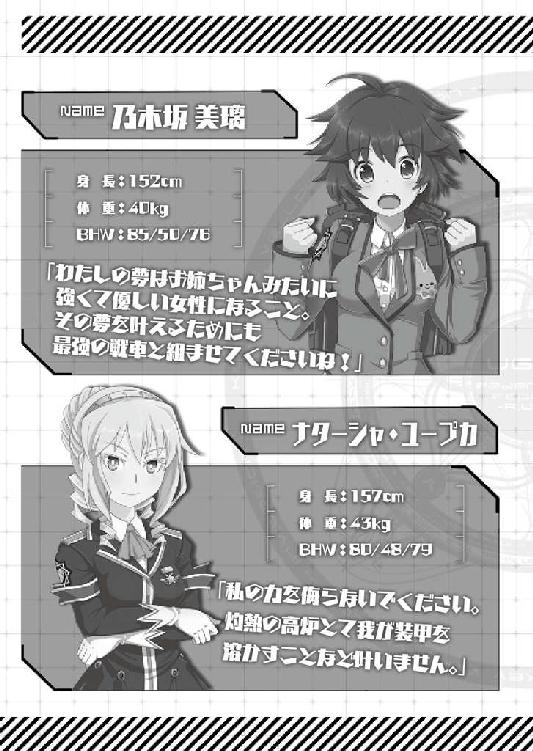 Name 乃木坂 美璃
身 長：152cm
体 重：40kg
BHW：85/50/76
「わたしの夢はお姉ちゃんみたいに
強くて優しい女性になること。
その夢を叶えるためにも
最強の戦車と組ませてくださいね！」
Name ナターシャ・ユープカ
身 長：157cm
体 重：43kg
BHW：80/48/79
「私の力を侮らないでください。
灼熱の高炉とて我が装甲を
溶かすことなど叶いません。」